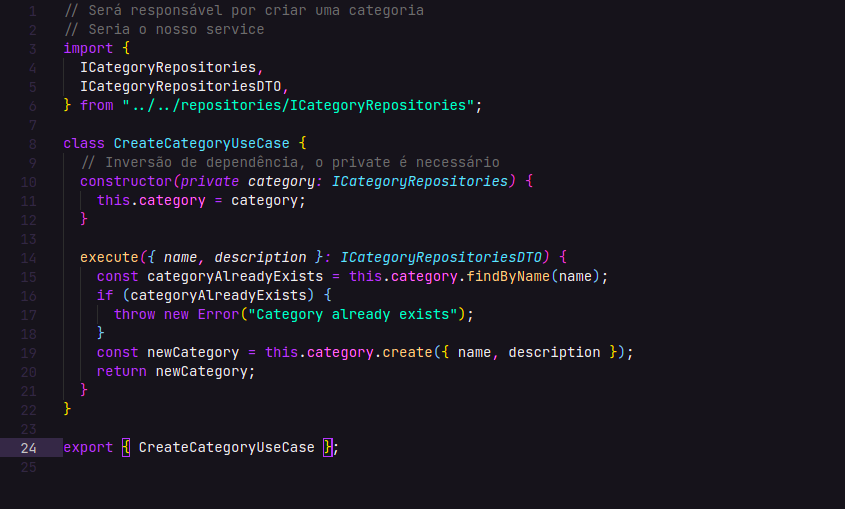 1 // Será responsável por criar uma categoria
2 // Seria o nosso service
3 import {
4 ICategoryRepositories,
5 ICategoryRepositoriesDTO,
6 } from "../../repositories/ICategoryRepositories";
7
8 class CreateCategoryUseCase {
9 // Inversão de dependência, o private é necessário
10 constructor(private category: ICategoryRepositories) {
11 this.category = category;
12 }
13
14 execute({ name, description }: ICategoryRepositoriesDTO) {
15 const categoryAlreadyExists = this.category.findByName(name);
16 if (categoryAlreadyExists) {
17 throw new Error("Category already exists");
18 }
19 const newCategory = this.category.create({ name, description });
20 return newCategory;
21 }
22 }
23
24 export { CreateCategoryUseCase };
25